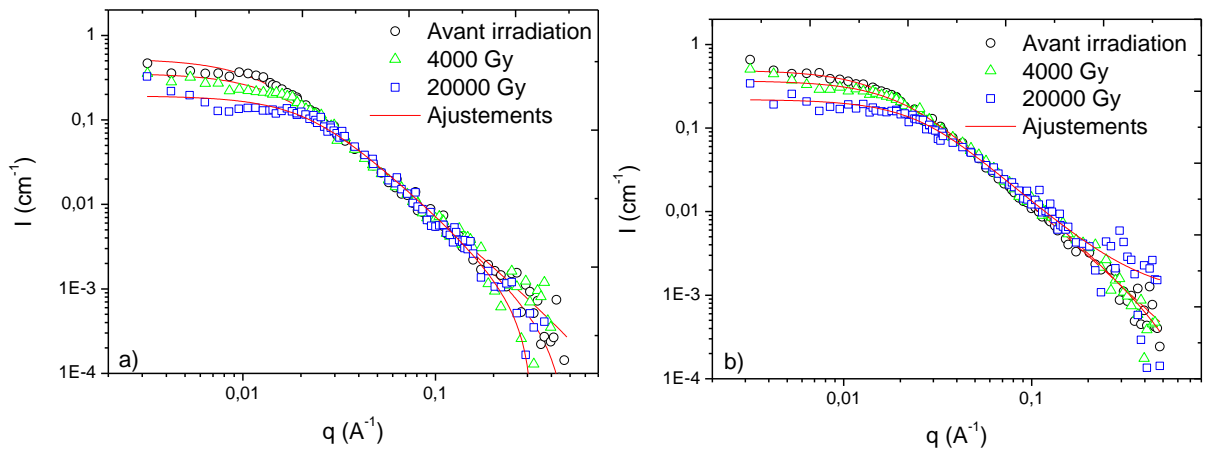 1
0,1
0,01
1E-3
1E-4
I (cm-1)
Avant irradiation
4000 Gy
20000 Gy
Ajustements
a)
0,01
0,1
q (A-1)
1
0,1
0,01
1E-3
1E-4
I (cm-1)
Avant irradiation
4000 Gy
20000 Gy
Ajustements
b)
0,01
0,1
q (A-1)